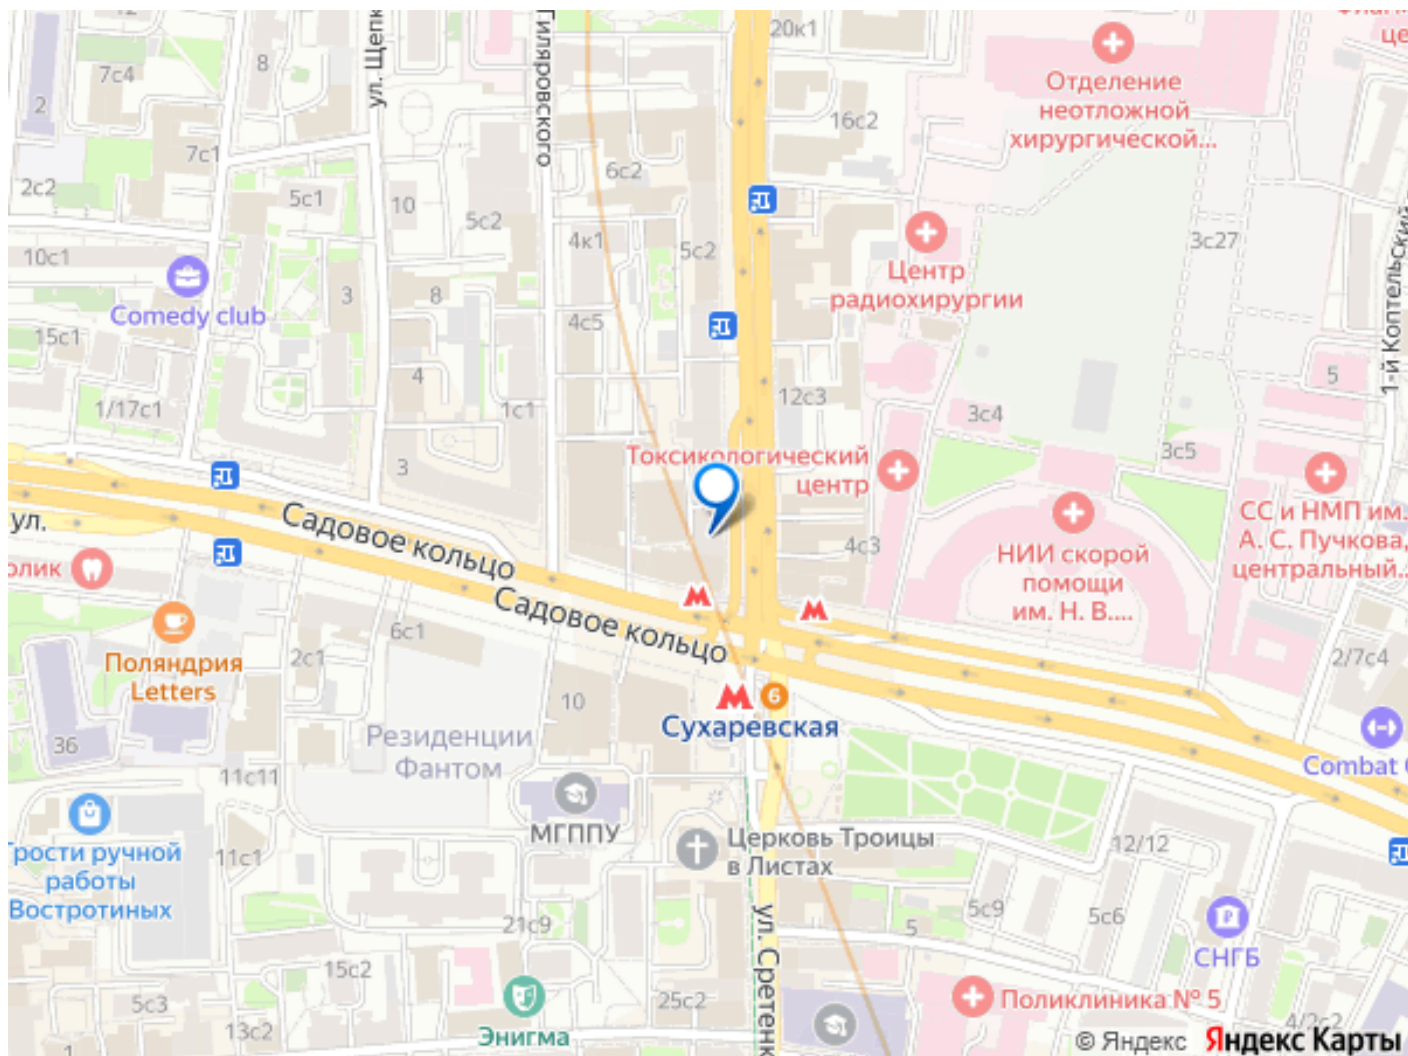 20к1
це
8
7с4
2
ул. Щепк
Гиляровского
Отделение
неотложной
хирургической...
16с2
7с1
6с2
2с2
5с1
10
5с2
4к1
5с2
3с27
10с1
Центр
радиохирургии
1-й Коптельский
Comedy club
3
8
15с1
4с5
4
5
1/17с1
1с1
12с3
3с4
3с5
3
Токсикологический
центр
ул.
Садовое кольцо
4с3
НИИ скорой
помощи
им. Н. В....
СС и НМП им.
А. С. Пучкова,
центральный...
олик
Садовое кольцо
6с1
2с1
Поляндрия
Letters
2/7с4
10
6
Сухаревская
36
Резиденции
Фантом
11с11
Combat
МГППУ
Церковь Троицы
в Листах
12/12
11с1
рости ручной
работы
Востротиных
21с9
5с9
5
5с6
ул. Сретенк
СНГБ
15с2
5с3
25с2
Поликлиника № 5
13с2
Энигма
4/2с2
1
© Яндекс Яндекс Карты